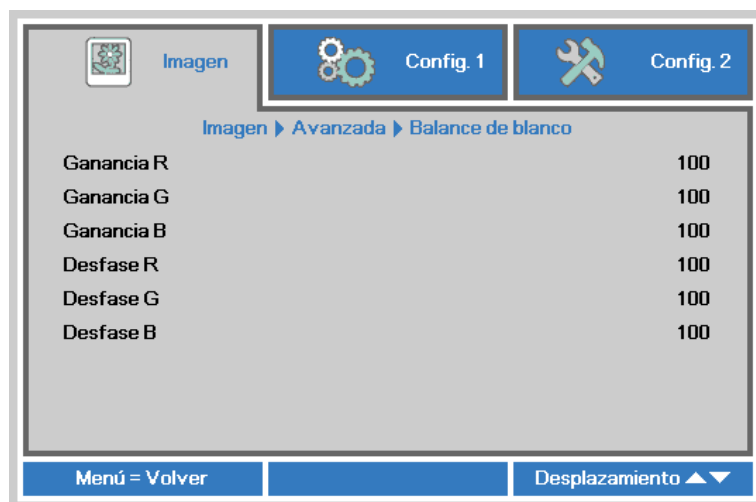 Imagen Config. 1 Config. 2
Imagen ▶ Avanzada ▶ Balance de blanco
Ganancia R 100
Ganancia G 100
Ganancia B 100
Desfase R 100
Desfase G 100
Desfase B 100
Menú = Volver Desplazamiento ▲▼